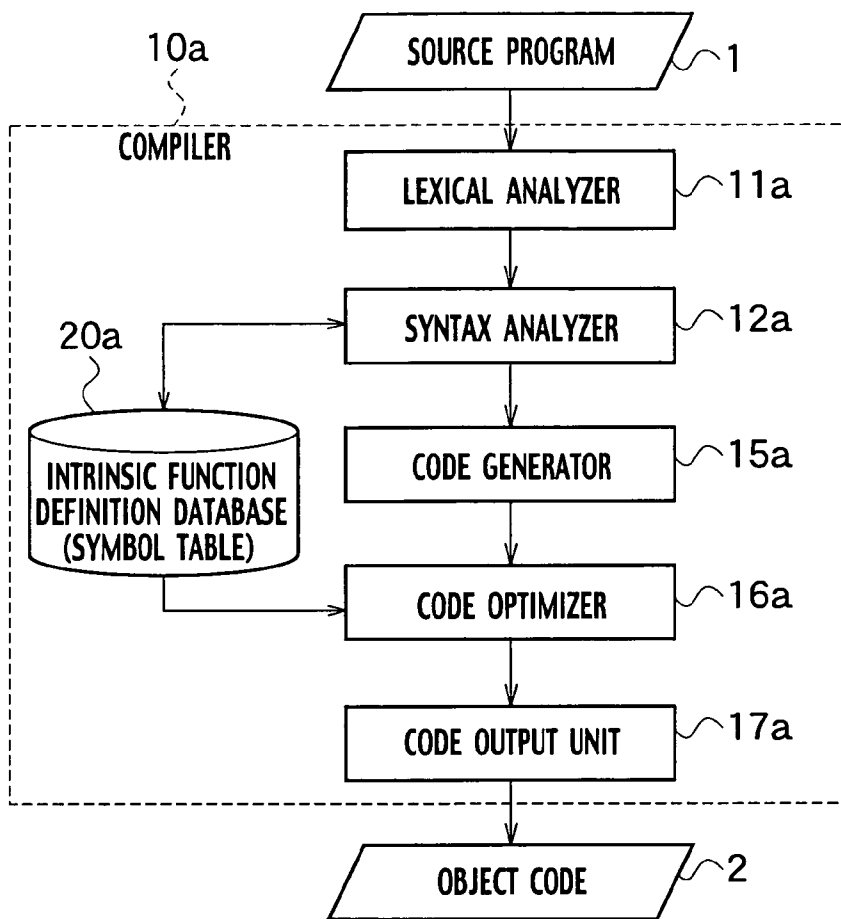 10a
SOURCE PROGRAM
1
COMPILER
LEXICAL ANALYZER
11a
SYNTAX ANALYZER
12a
20a
INTRINSIC FUNCTION
DEFINITION DATABASE
(SYMBOL TABLE)
CODE GENERATOR
15a
CODE OPTIMIZER
16a
CODE OUTPUT UNIT
17a
OBJECT CODE
2